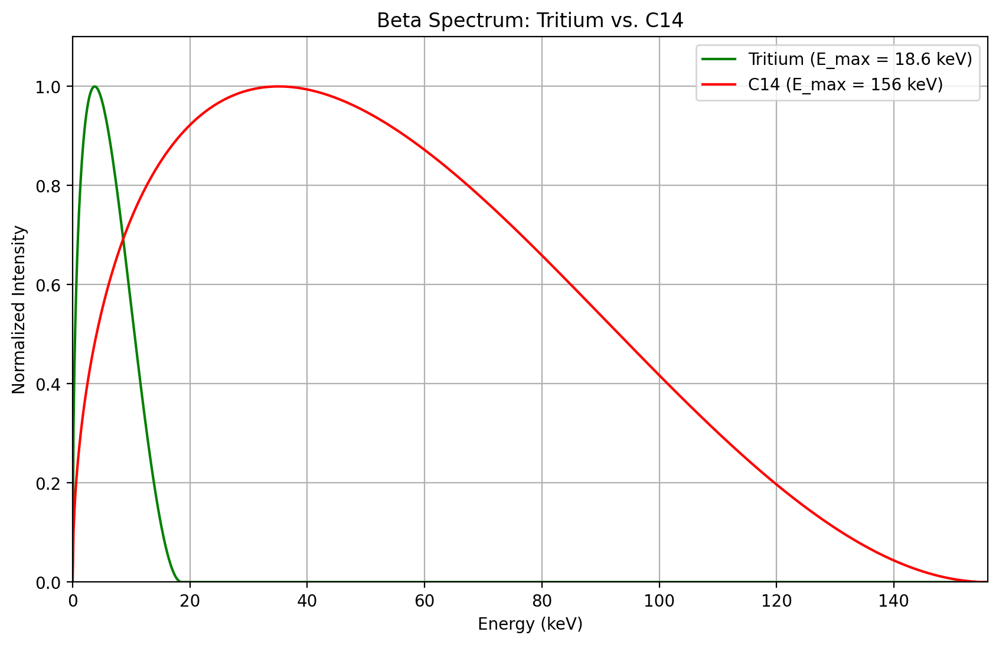 Beta Spectrum: Tritium vs. C14
Tritium (E_max = 18.6 keV)
C14 (E_max = 156 keV)
Normalized Intensity
1.0
0.8
0.6
0.4
0.2
0.0
0 20 40 60 80 100 120 140
Energy (keV)